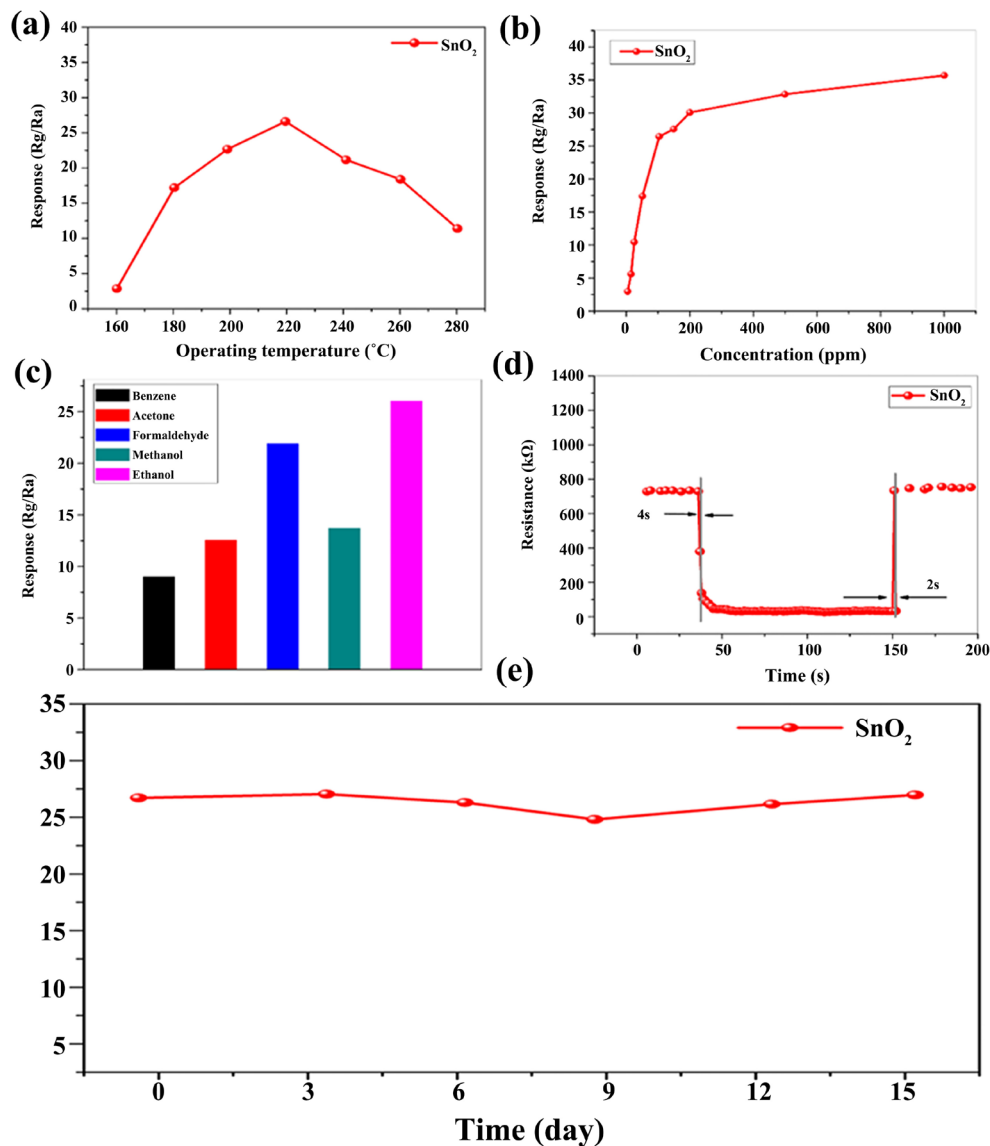 (a)
40
35
30
25
20
15
10
5
0
Response (Rg/Ra)
SnO2
160 180 200 220 240 260 280
Operating temperature (˚C)
(b)
40
35
30
25
20
15
10
5
0
Response (Rg/Ra)
SnO2
0 200 400 600 800 1000
Concentration (ppm)
(c)
25
20
15
10
5
0
Response (Rg/Ra)
Benzene
Acetone
Formaldehyde
Methanol
Ethanol
(d)
1400
1200
1000
800
600
400
200
0
Resistance (kΩ)
SnO2
4s
2s
0 50 100 150 200
Time (s)
(e)
35
30
25
20
15
10
5
SnO2
0 3 6 9 12 15
Time (day)